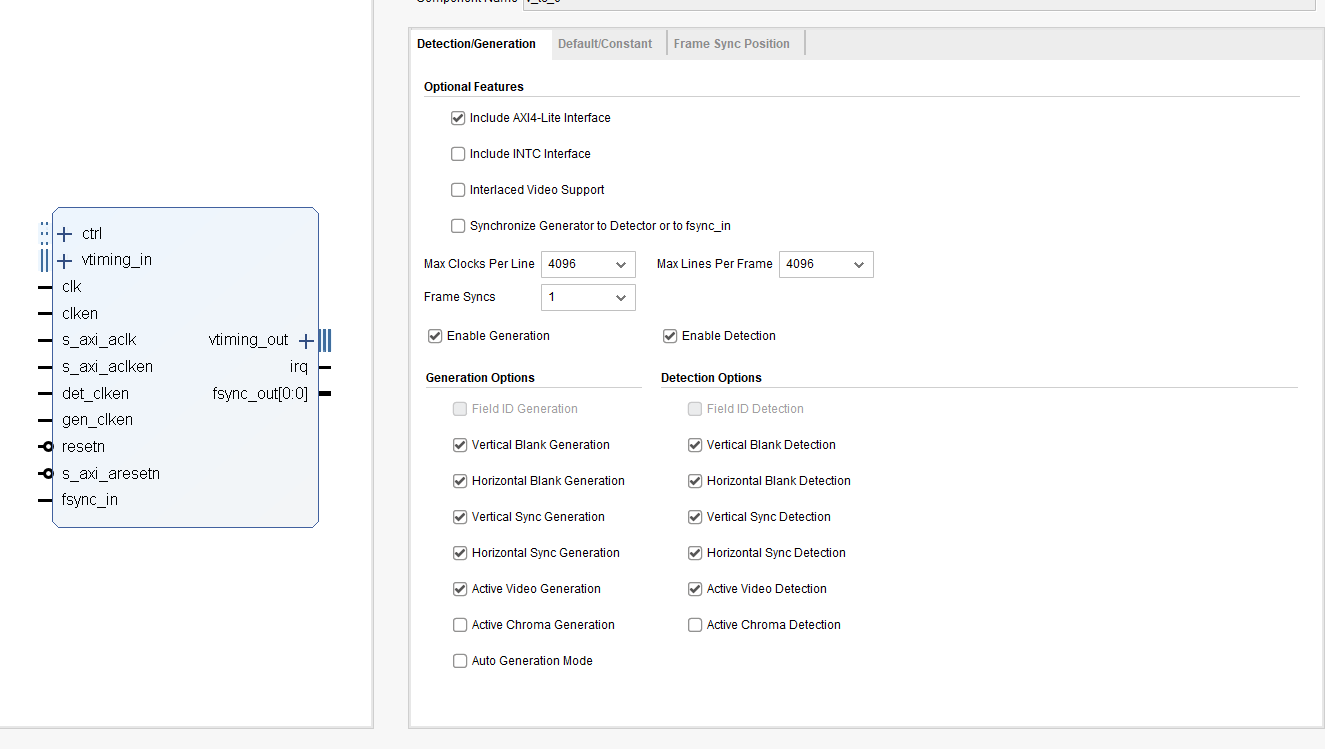 Component Name
Detection/Generation Default/Constant Frame Sync Position
Optional Features
Include AXI4-Lite Interface
Include INTC Interface
Interlaced Video Support
Synchronize Generator to Detector or to fsync_in
Max Clocks Per Line 4096 Max Lines Per Frame 4096
Frame Syncs 1
Enable Generation Enable Detection
Generation Options Detection Options
Field ID Generation Field ID Detection
Vertical Blank Generation Vertical Blank Detection
Horizontal Blank Generation Horizontal Blank Detection
Vertical Sync Generation Vertical Sync Detection
Horizontal Sync Generation Horizontal Sync Detection
Active Video Generation Active Video Detection
Active Chroma Generation Active Chroma Detection
Auto Generation Mode
ctrl
vtiming_in
clk
clken
s_axi_aclk vtiming_out
s_axi_aclken irq
det_clken fsync_out[0:0]
gen_clken
resetn
s_axi_aresetn
fsync_in